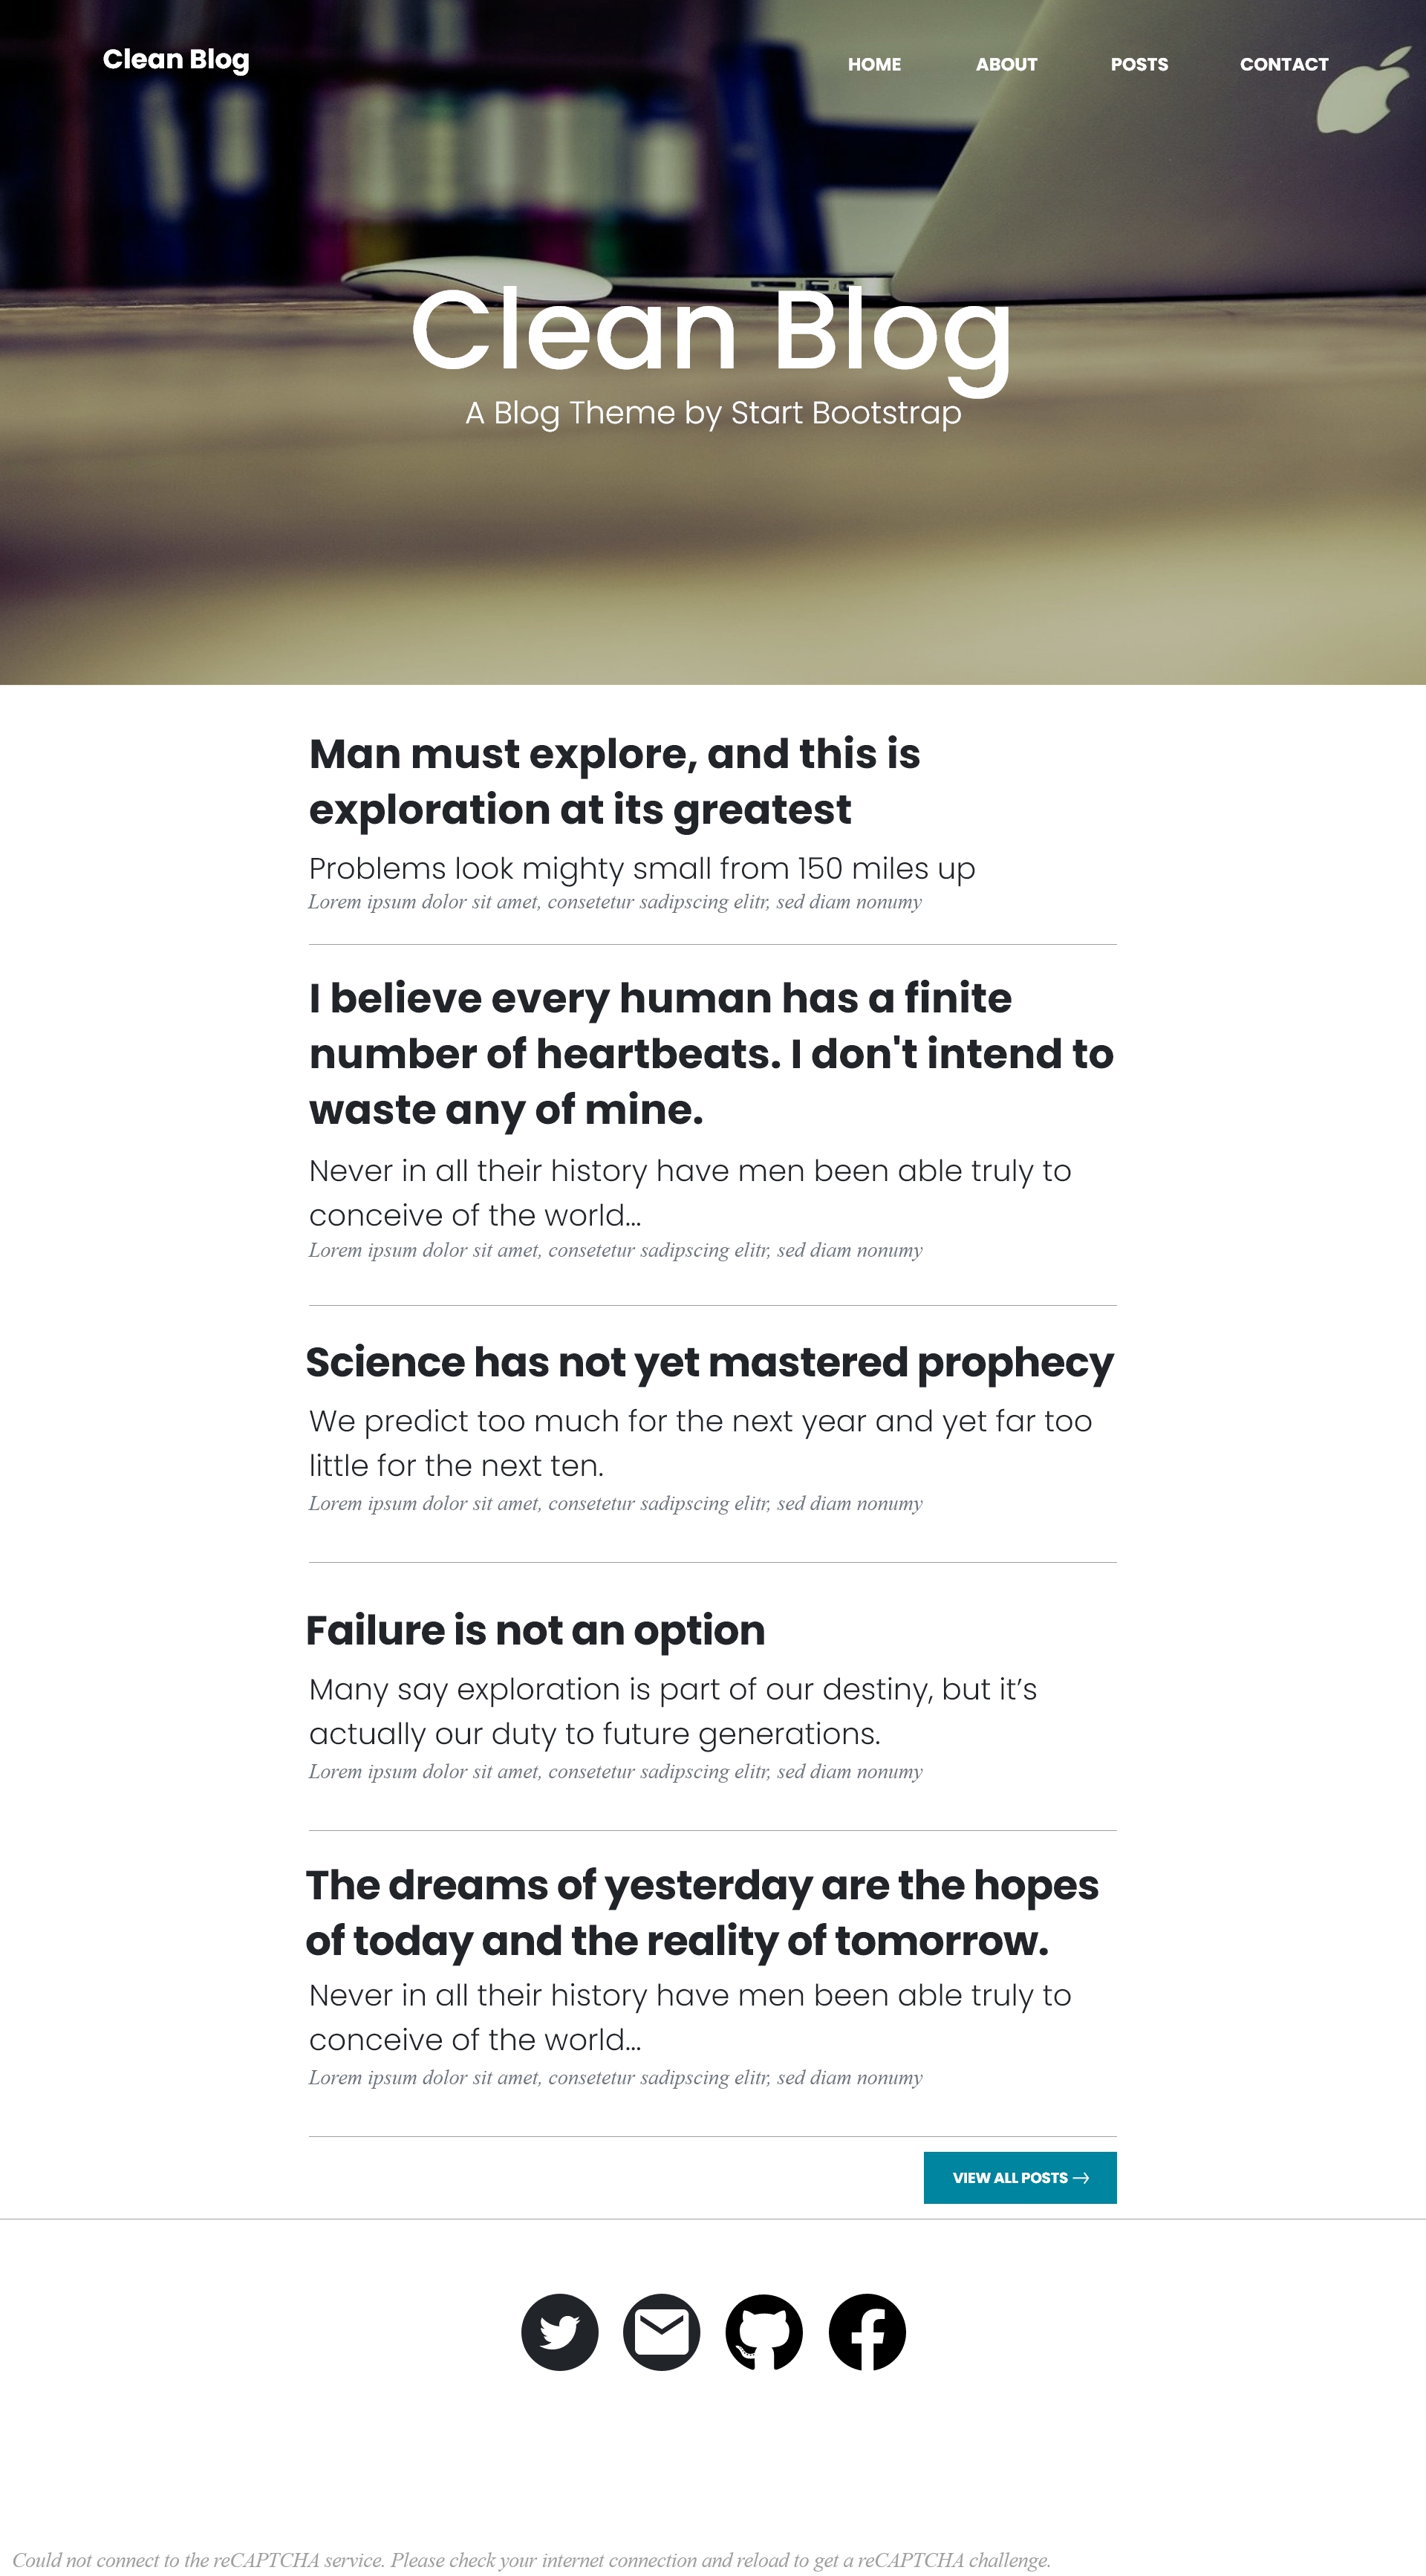 Clean Blog
HOME ABOUT POSTS CONTACT
Clean Blog
A Blog Theme by Start Bootstrap
Man must explore, and this is
exploration at its greatest
Problems look mighty small from 150 miles up
Lorem ipsum dolor sit amet, consetetur sadipscing elitr, sed diam nonumy
I believe every human has a finite
number of heartbeats. I don't intend to
waste any of mine.
Never in all their history have men been able truly to
conceive of the world...
Lorem ipsum dolor sit amet, consetetur sadipscing elitr, sed diam nonumy
Science has not yet mastered prophecy
We predict too much for the next year and yet far too
little for the next ten.
Lorem ipsum dolor sit amet, consetetur sadipscing elitr, sed diam nonumy
Failure is not an option
Many say exploration is part of our destiny, but it’s
actually our duty to future generations.
Lorem ipsum dolor sit amet, consetetur sadipscing elitr, sed diam nonumy
The dreams of yesterday are the hopes
of today and the reality of tomorrow.
Never in all their history have men been able truly to
conceive of the world...
Lorem ipsum dolor sit amet, consetetur sadipscing elitr, sed diam nonumy
VIEW ALL POSTS →
Could not connect to the reCAPTCHA service. Please check your internet connection and reload to get a reCAPTCHA challenge.